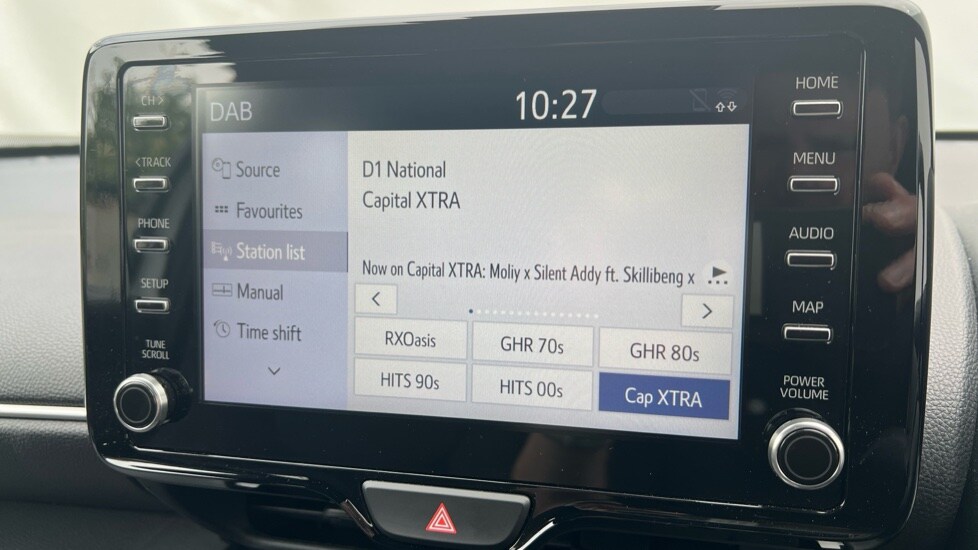 CH>
<TRACK
PHONE
SETUP
TUNE
SCROLL
DAB
10:27
Source
Favourites
Station list
Manual
Time shift
D1 National
Capital XTRA
Now on Capital XTRA: Moliy x Silent Addy ft. Skillibeng x
RXOasis
GHR 70s
GHR 80s
HITS 90s
HITS 00s
Cap XTRA
HOME
MENU
AUDIO
MAP
POWER
VOLUME